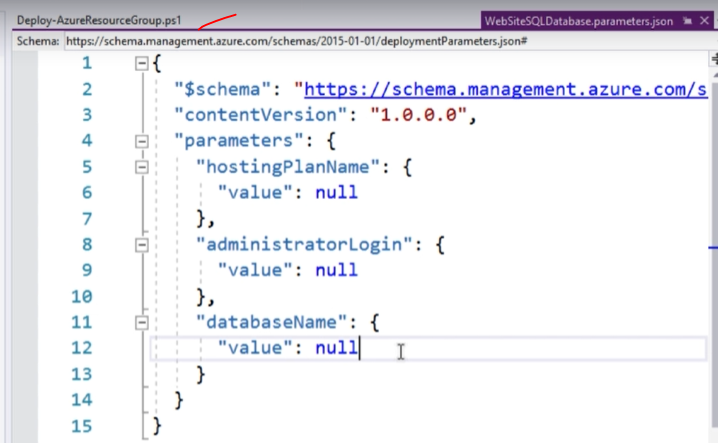 Deploy-AzureResourceGroup.ps1 WebSiteSQLDatabase.parameters.json
Schema: https://schema.management.azure.com/schemas/2015-01-01/deploymentParameters.json#
1 {
2 "$schema": "https://schema.management.azure.com/s
3 "contentVersion": "1.0.0.0",
4 "parameters": {
5 "hostingPlanName": {
6 "value": null
7 },
8 "administratorLogin": {
9 "value": null
10 },
11 "databaseName": {
12 "value": null
13 }
14 }
15 }